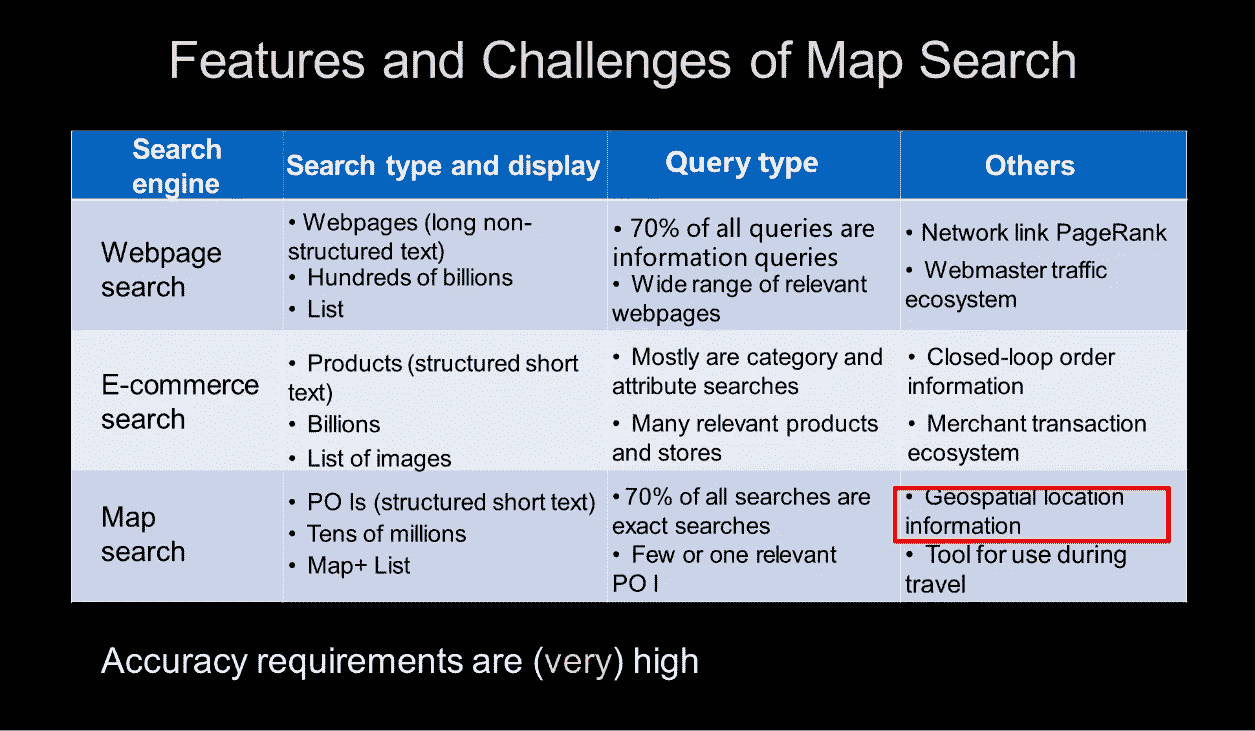 Features and Challenges of Map Search
Search
engine
Search type and display
Query type
Others
Webpage
search
• Webpages (long non-
structured text)
• Hundreds of billions
• List
• 70% of all queries are
information queries
• Wide range of relevant
webpages
• Network link PageRank
• Webmaster traffic
ecosystem
E-commerce
search
• Products (structured short
text)
• Billions
• List of images
• Mostly are category and
attribute searches
• Many relevant products
and stores
• Closed-loop order
information
• Merchant transaction
ecosystem
Map
search
• PO Is (structured short text)
• Tens of millions
• Map+ List
• 70% of all searches are
exact searches
• Few or one relevant
PO I
• Geospatial location
information
• Tool for use during
travel
Accuracy requirements are (very) high